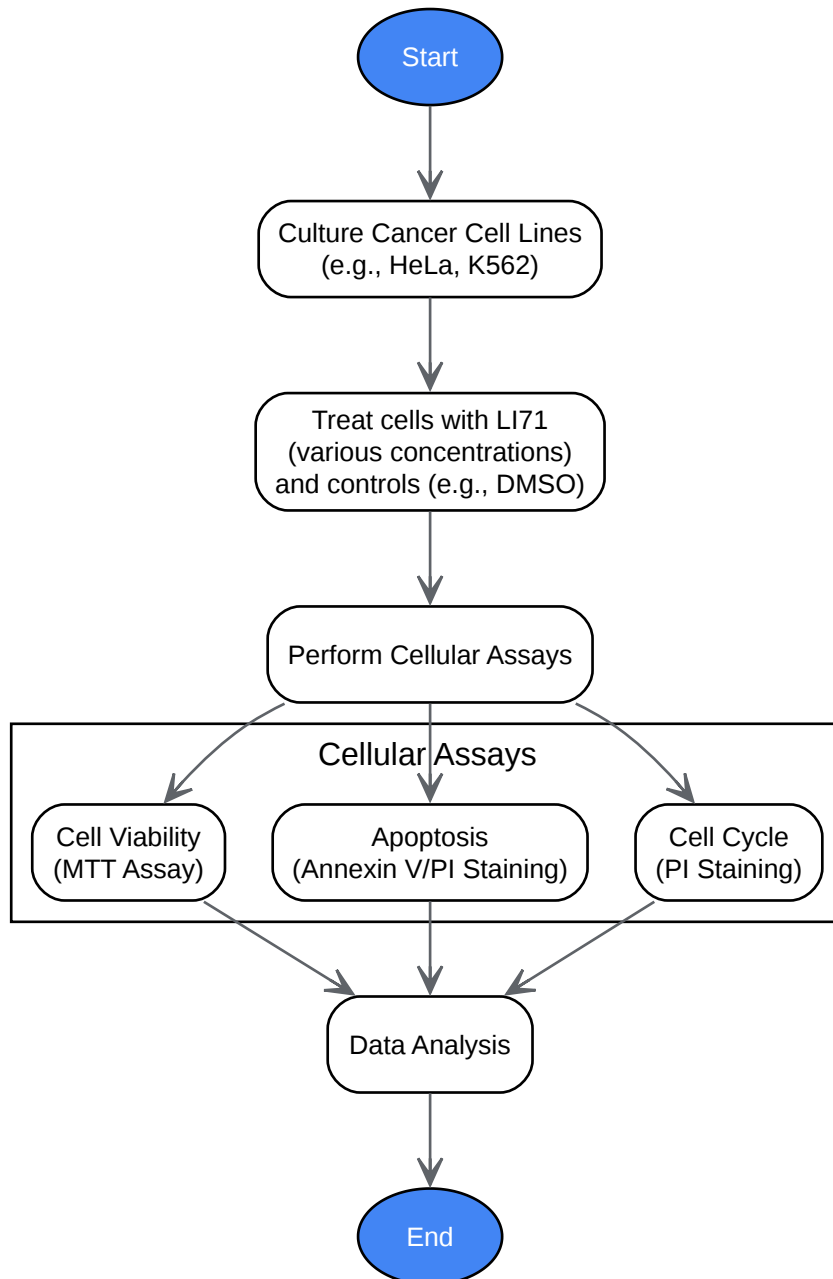 Start
Culture Cancer Cell Lines
(e.g., HeLa, K562)
Treat cells with LI71
(various concentrations)
and controls (e.g., DMSO)
Perform Cellular Assays
Cellular Assays
Cell Viability
(MTT Assay)
Apoptosis
(Annexin V/PI Staining)
Cell Cycle
(PI Staining)
Data Analysis
End